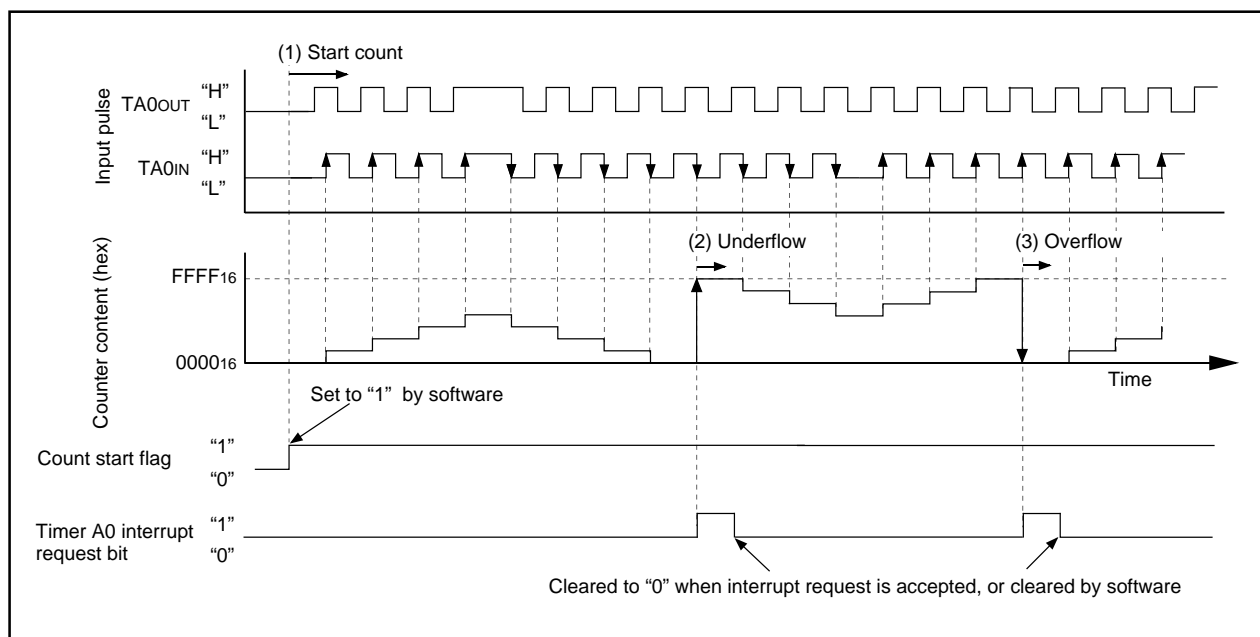 (1) Start count
Input pulse
TA0OUT
“H”
“L”
TA0IN
“H”
“L”
Counter content (hex)
FFFF16
000016
(2) Underflow
(3) Overflow
Time
Set to “1” by software
Count start flag
“1”
“0”
Timer A0 interrupt
request bit
“1”
“0”
Cleared to “0” when interrupt request is accepted, or cleared by software